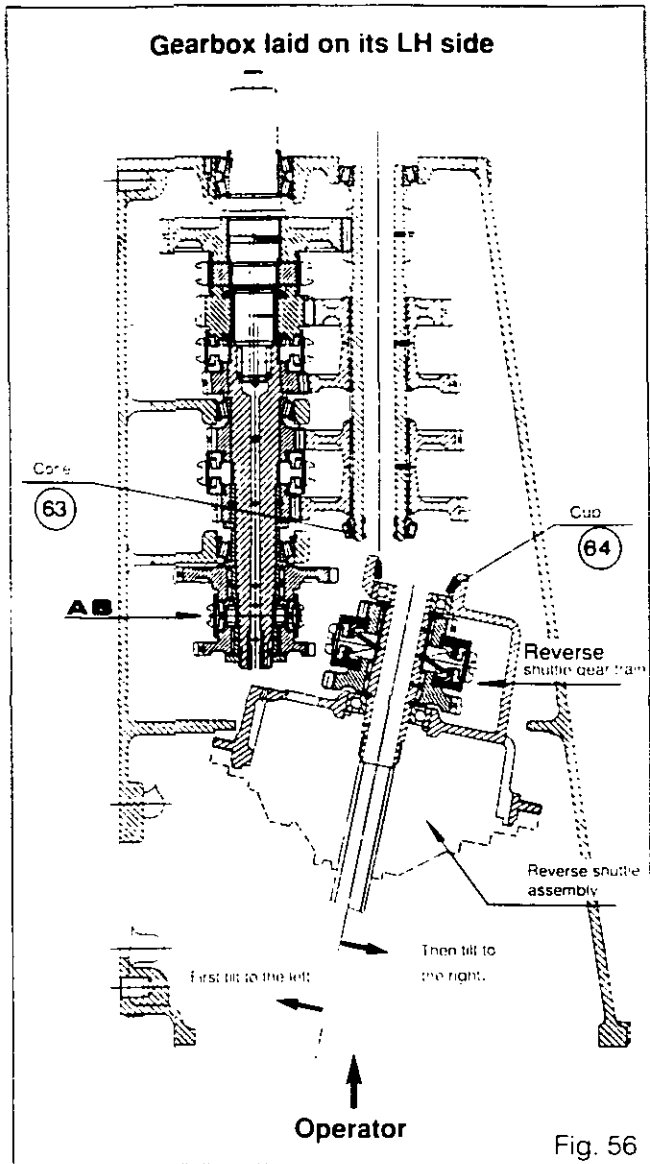 Gearbox laid on its LH side
Cone
63
Cup
64
AB
Reverse
shuttle gear train
Reverse shuttle
assembly
Then tilt to
the right.
First tilt to the left
Operator
Fig. 56